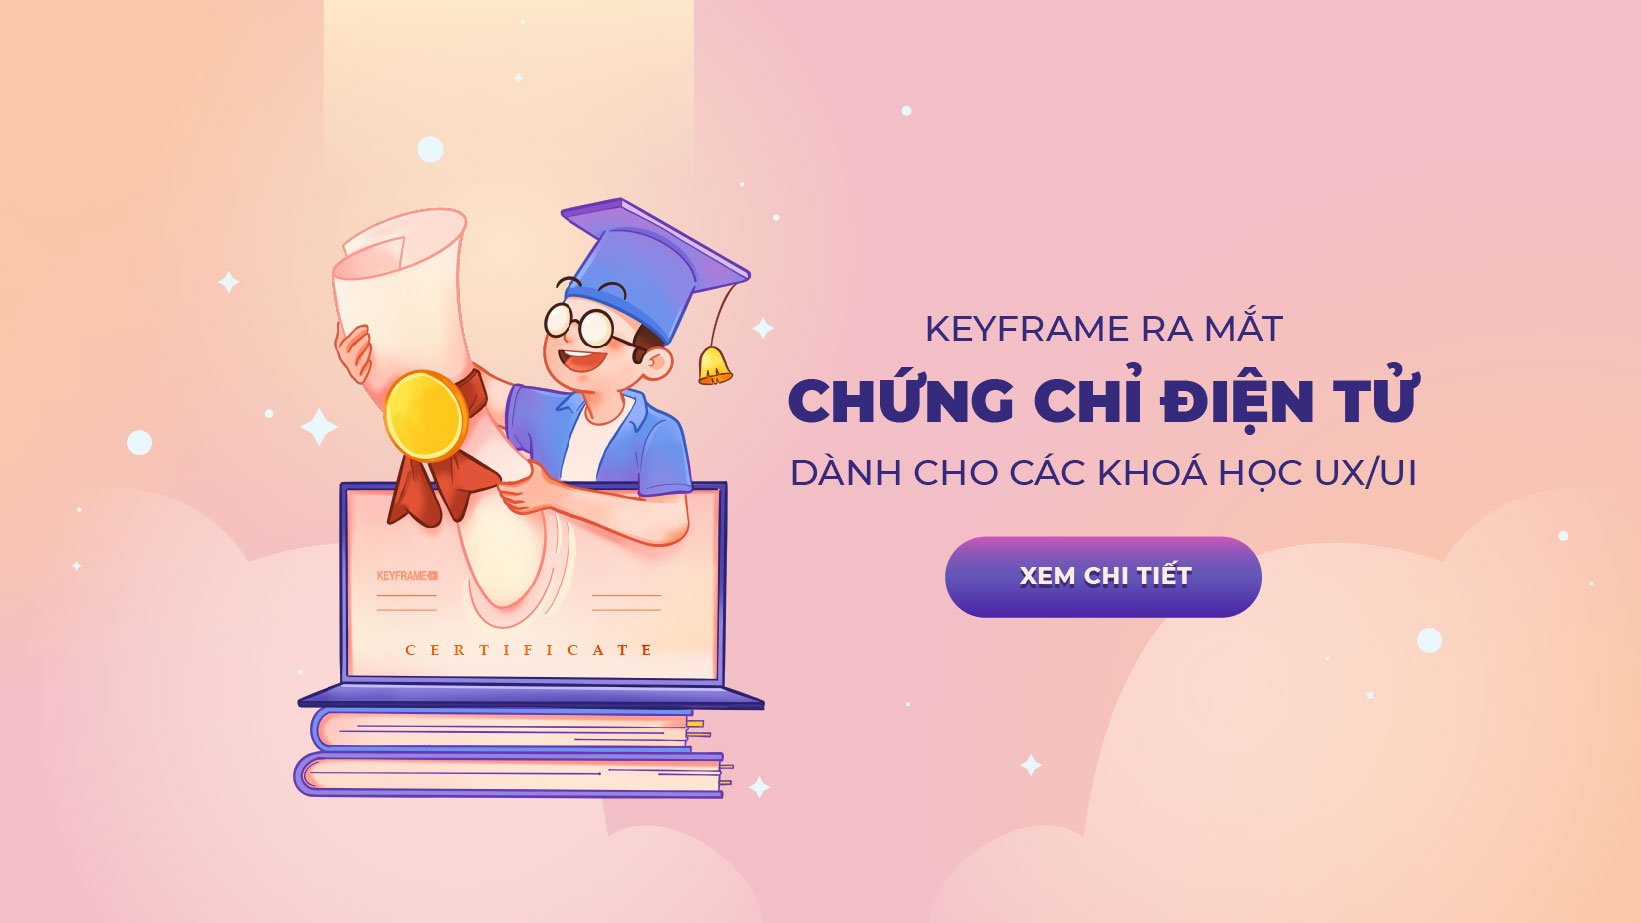 KEYFRAME RA MẮT
CHỨNG CHỈ ĐIỆN TỬ
DÀNH CHO CÁC KHOÁ HỌC UX/UI
XEM CHI TIẾT
KEYFRAME
CERTIFICATE